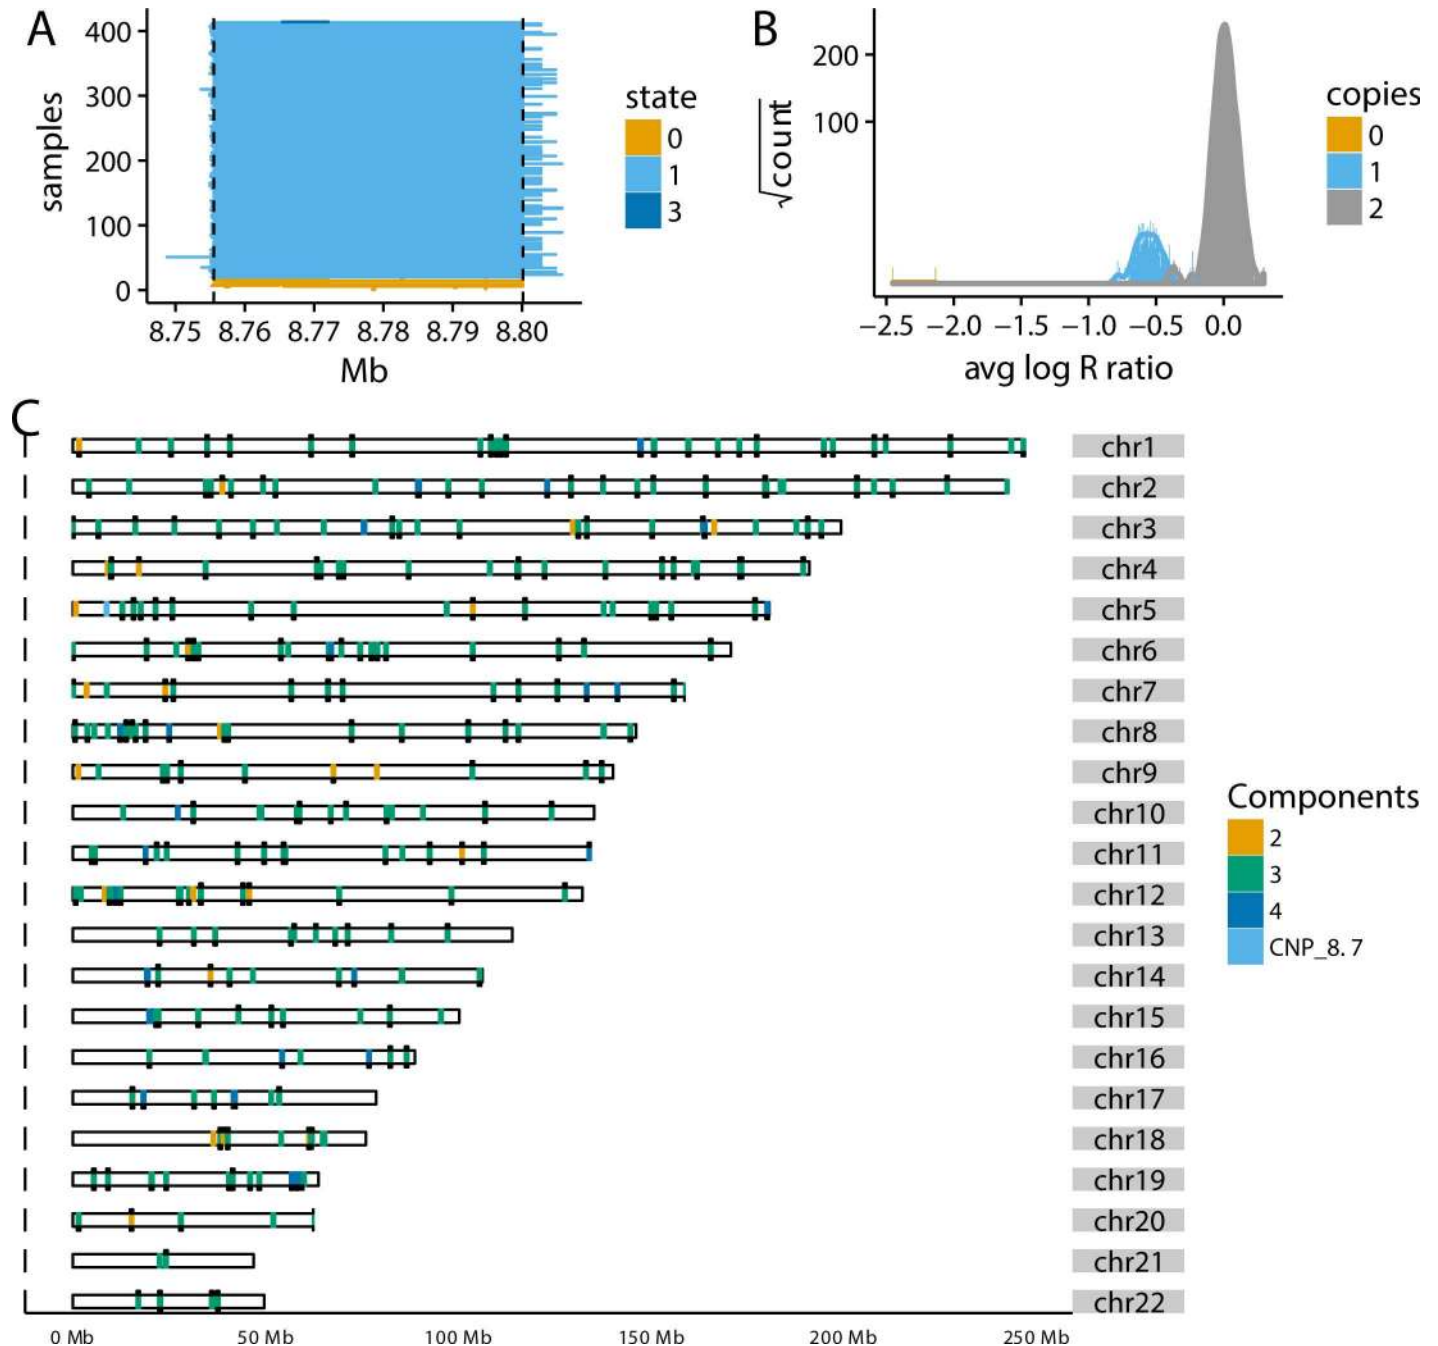 A
400
300
200
100
0
samples
8.75 8.76 8.77 8.78 8.79 8.80
Mb
state
0
1
3
B
200
100
√count
−2.5 −2.0 −1.5 −1.0 −0.5 0.0
avg log R ratio
copies
0
1
2
C
chr1
chr2
chr3
chr4
chr5
chr6
chr7
chr8
chr9
chr10
chr11
chr12
chr13
chr14
chr15
chr16
chr17
chr18
chr19
chr20
chr21
chr22
0 Mb 50 Mb 100 Mb 150 Mb 200 Mb 250 Mb
Components
2
3
4
CNP_8.7